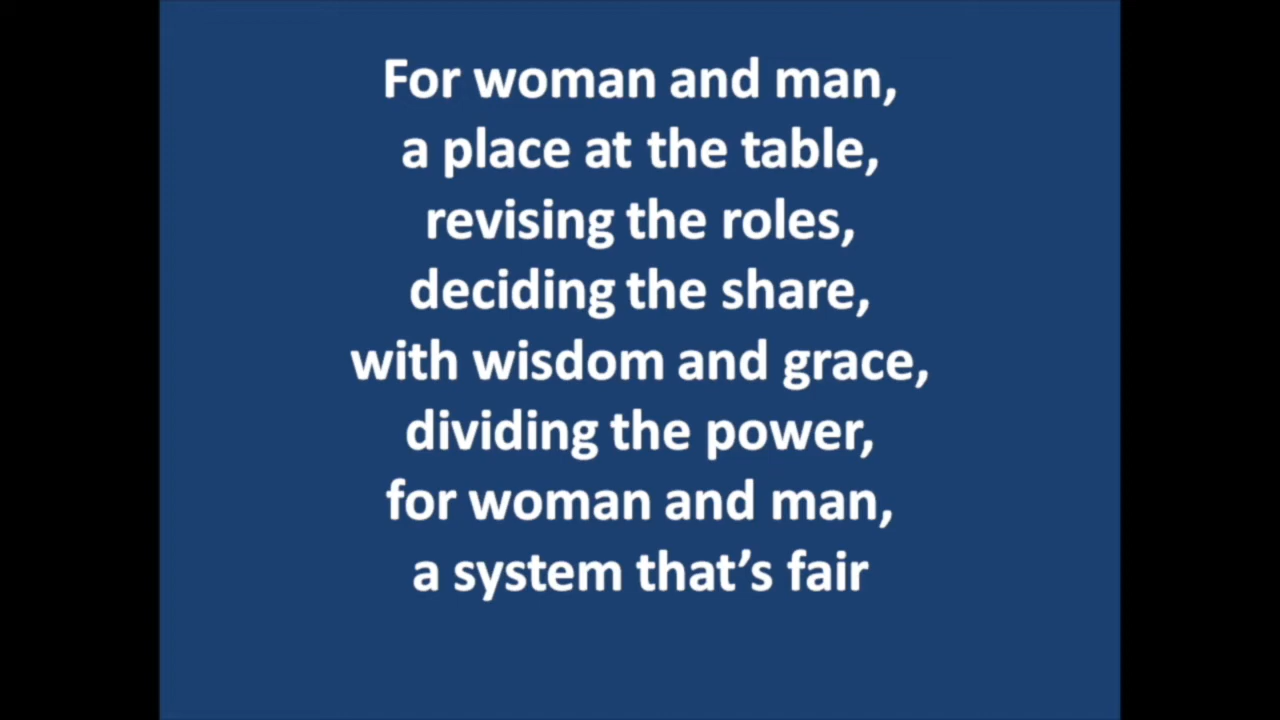 For woman and man,
a place at the table,
revising the roles,
deciding the share,
with wisdom and grace,
dividing the power,
for woman and man,
a system that’s fair